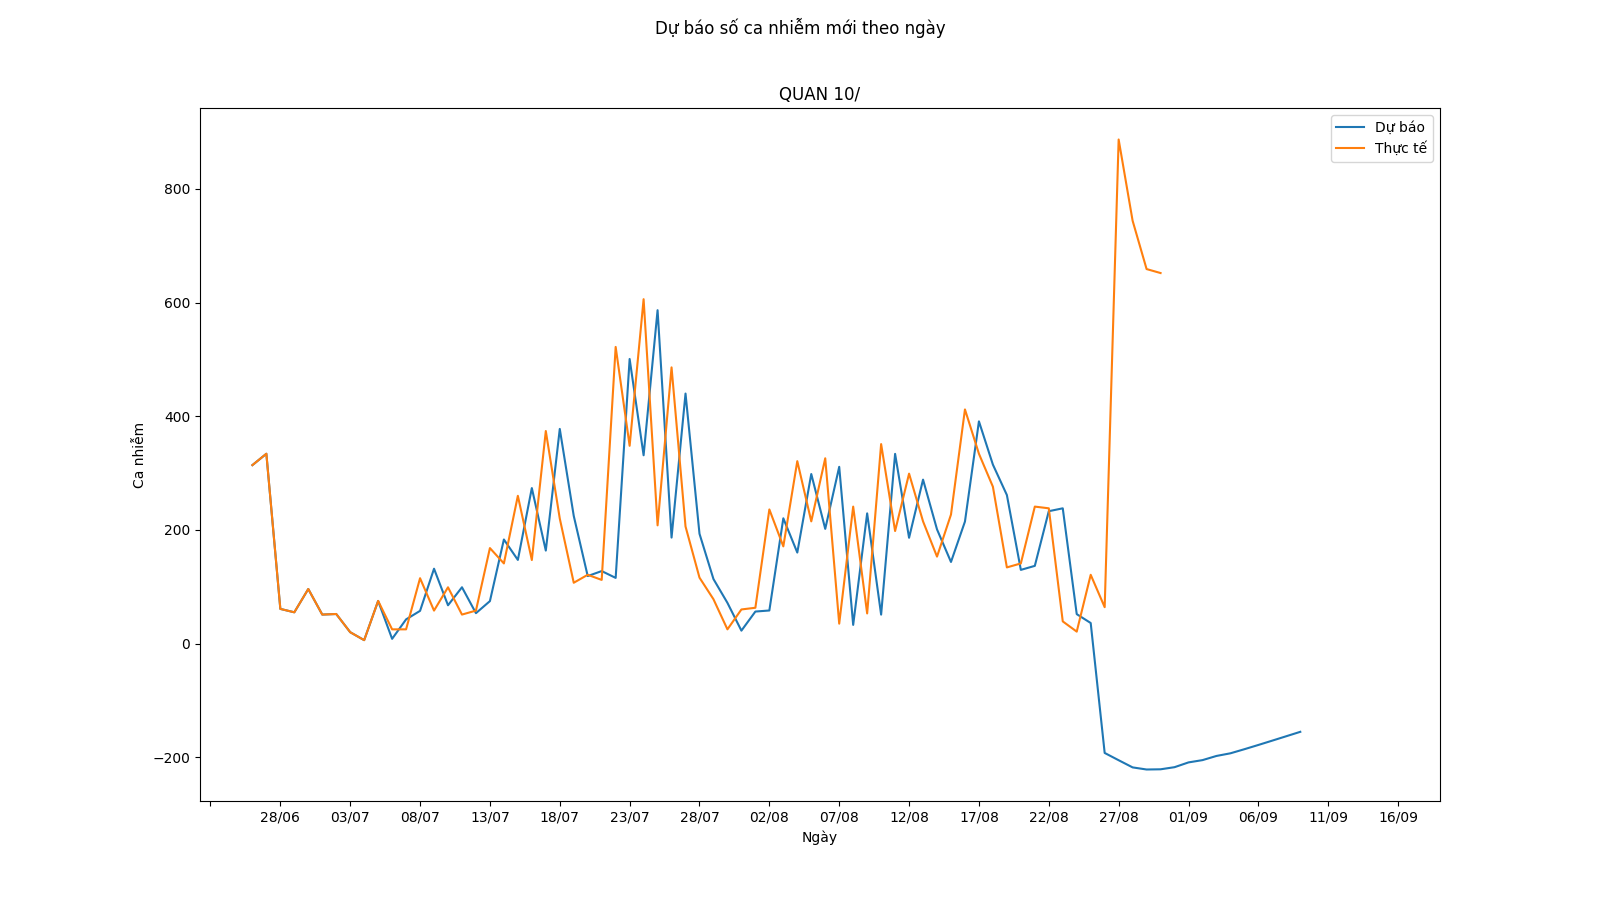 Dự báo số ca nhiễm mới theo ngày
QUAN 10/
Dự báo
Thực tế
800
600
400
200
0
−200
Ca nhiễm
28/06 03/07 08/07 13/07 18/07 23/07 28/07 02/08 07/08 12/08 17/08 22/08 27/08 01/09 06/09 11/09 16/09
Ngày